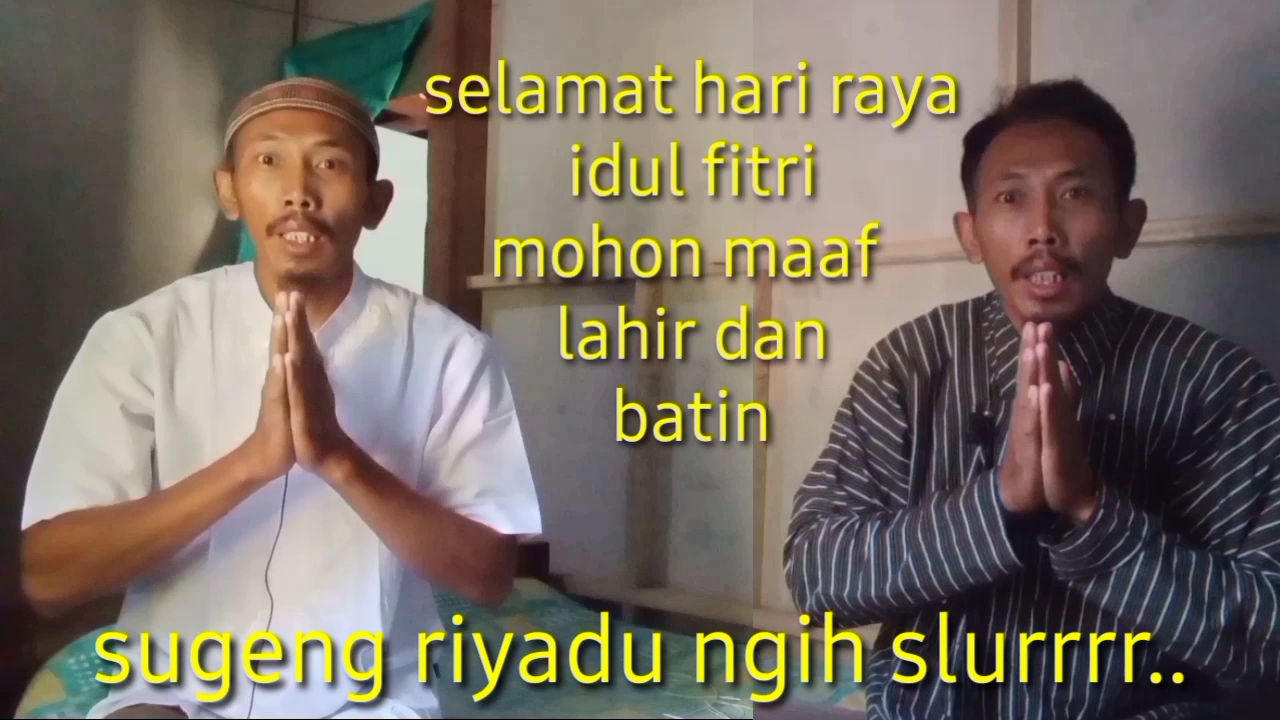 selamat hari raya
idul fitri
mohon maaf
lahir dan
batin
sugeng riyadu ngih slurrrr..